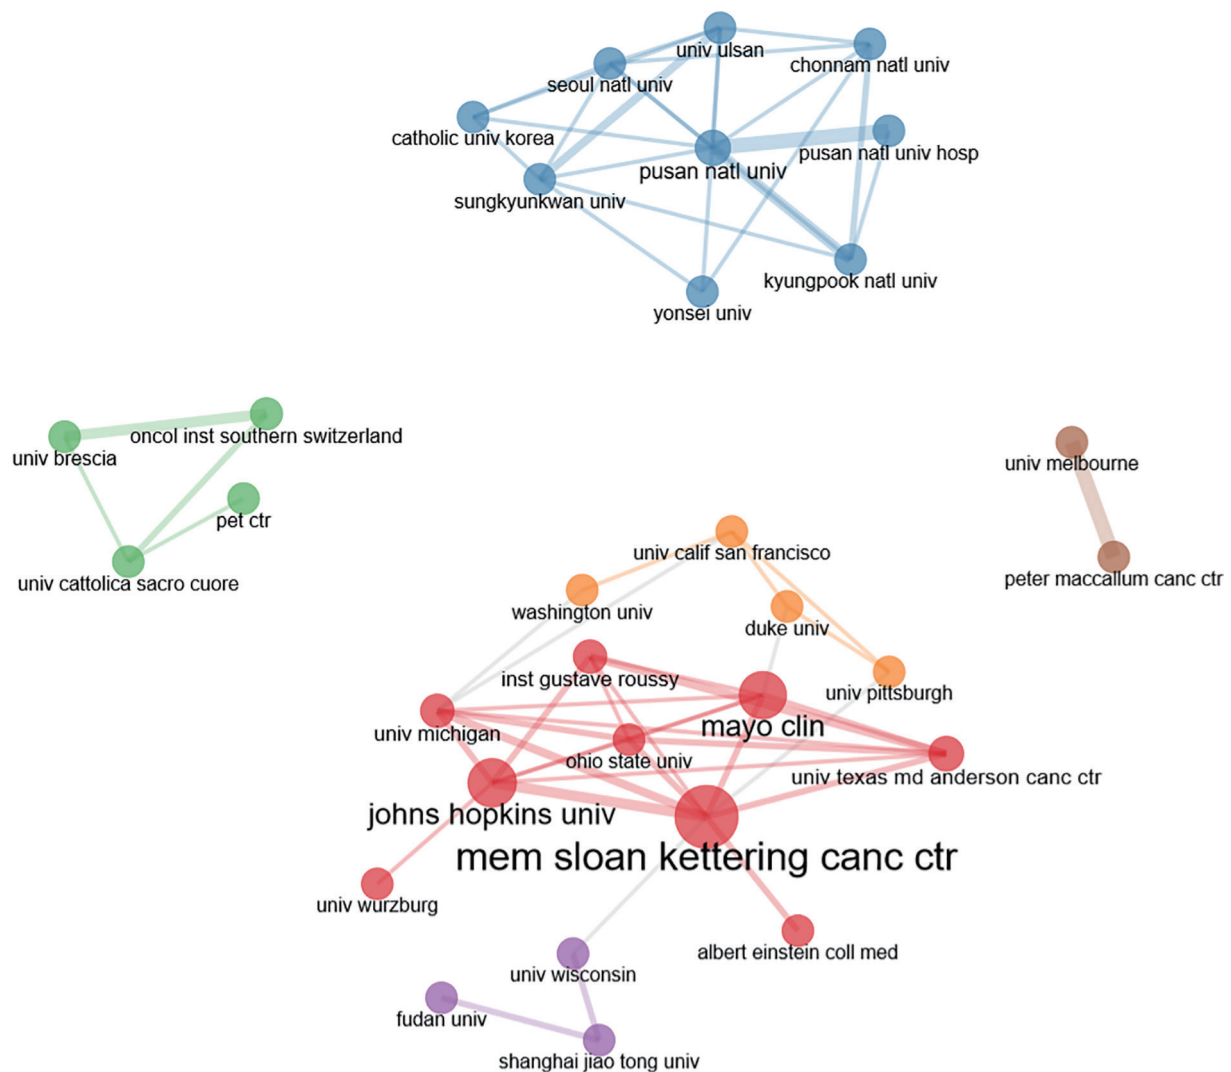 univ ulsan
chonnam natl univ
seoul natl univ
catholic univ korea
pusan natl univ hosp
pusan natl univ
sungkyunkwan univ
kyungpook natl univ
yonsei univ
oncol inst southern switzerland
univ brescia
univ melbourne
pet ctr
univ calif san francisco
univ cattolica sacro cuore
peter maccallum canc ctr
washington univ
duke univ
inst gustave roussy
univ pittsburgh
mayo clin
univ michigan
ohio state univ
univ texas md anderson canc ctr
johns hopkins univ
mem sloan kettering canc ctr
univ wurzburg
albert einstein coll med
univ wisconsin
fudan univ
shanghai jiao tong univ